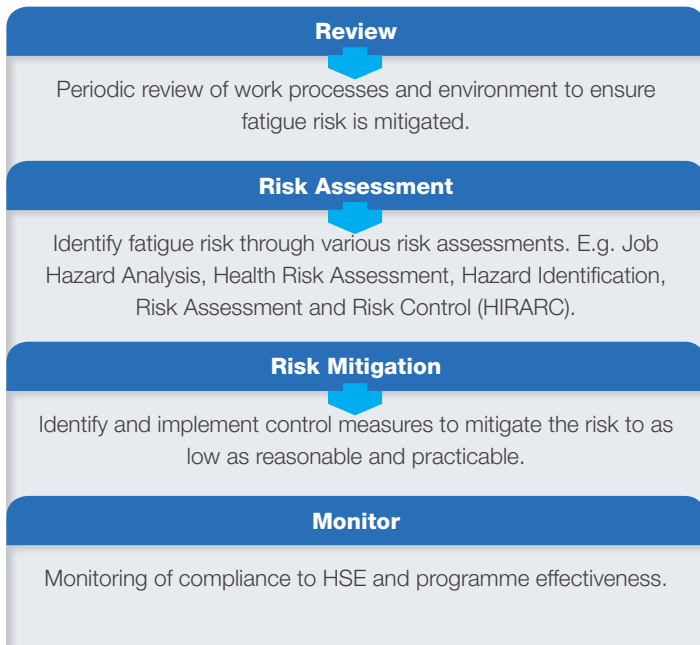 Review
Periodic review of work processes and environment to ensure
fatigue risk is mitigated.
Risk Assessment
Identify fatigue risk through various risk assessments. E.g. Job
Hazard Analysis, Health Risk Assessment, Hazard Identification,
Risk Assessment and Risk Control (HIRARC).
Risk Mitigation
Identify and implement control measures to mitigate the risk to as
low as reasonable and practicable.
Monitor
Monitoring of compliance to HSE and programme effectiveness.